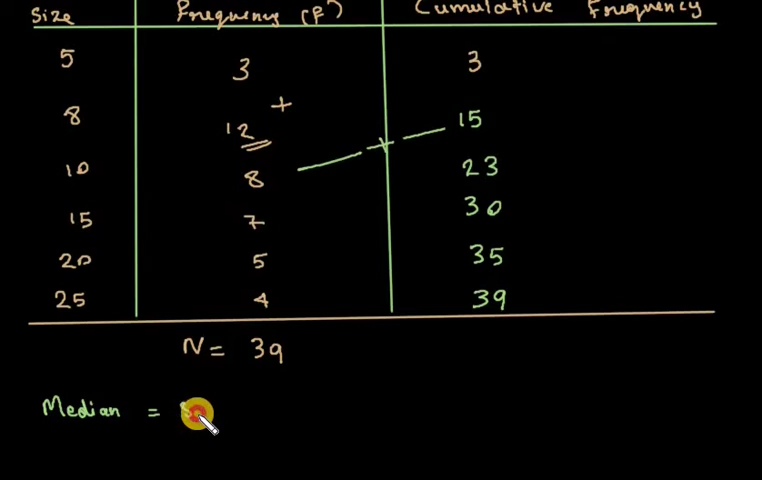 Size Frequency (F) Cumulative Frequency
5 3 3
8 12 + 15
10 8 + 23
15 7 30
20 5 35
25 4 39
N = 39
Median =